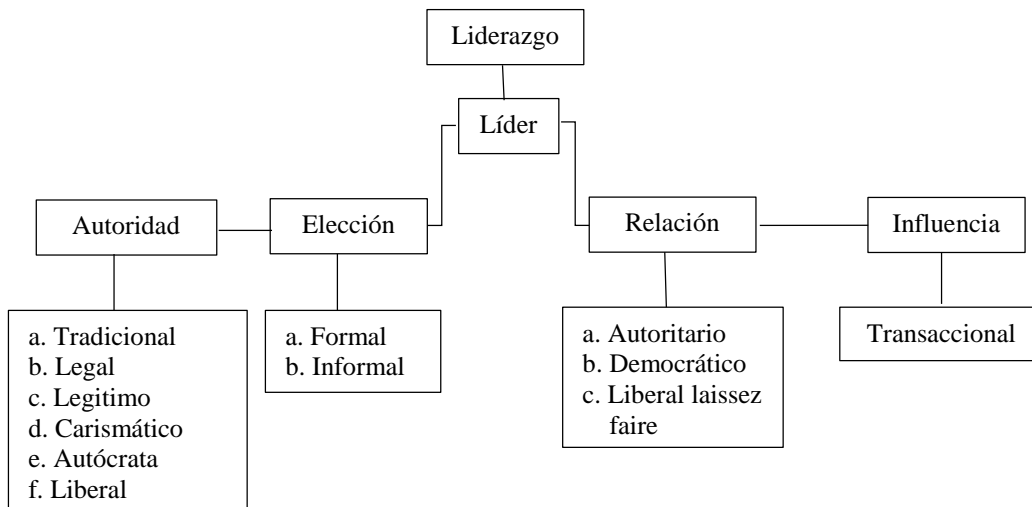 Liderazgo
Líder
Autoridad
Elección
Relación
Influencia
a. Tradicional
b. Legal
c. Legitimo
d. Carismático
e. Autócrata
f. Liberal
a. Formal
b. Informal
a. Autoritario
b. Democrático
c. Liberal laissez
faire
Transaccional